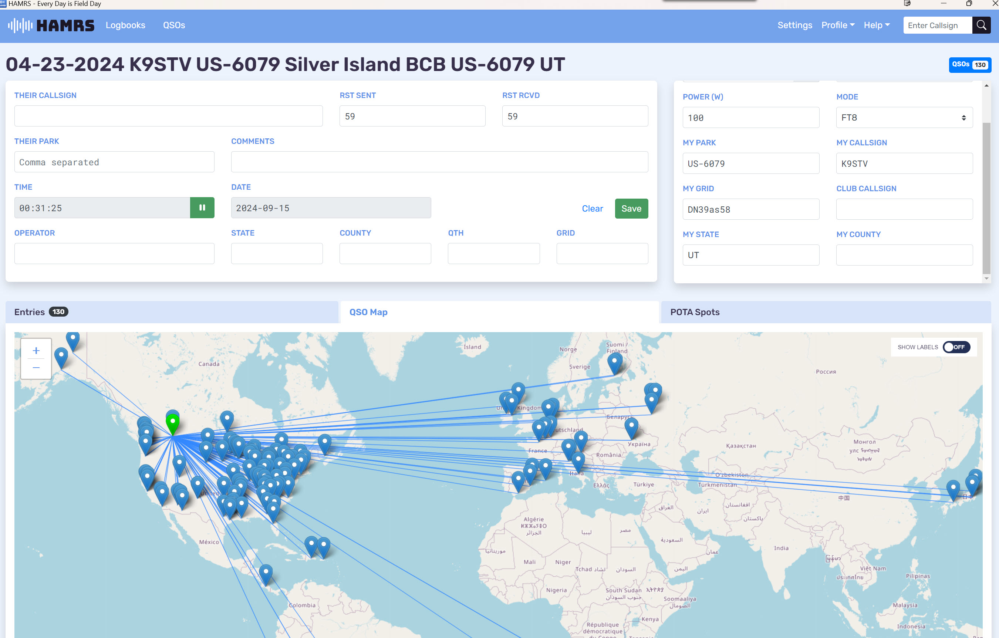 HAMRS - Every Day is Field Day
HAMRS Logbooks QSOs Settings Profile Help Enter Callsign
04-23-2024 K9STV US-6079 Silver Island BCB US-6079 UT
QSOs 130
THEIR CALLSIGN RST SENT RST RCVD
59 59
THEIR PARK COMMENTS
Comma separated
TIME DATE
00:31:25 2024-09-15 Clear Save
OPERATOR STATE COUNTY QTH GRID
POWER (W) MODE
100 FT8
MY PARK MY CALLSIGN
US-6079 K9STV
MY GRID CLUB CALLSIGN
DN39as58
MY STATE MY COUNTY
UT
Entries 130 QSO Map POTA Spots
+
−
SHOW LABELS OFF
Ísland
Norge
Suomi /
Finland
Canada
Sverige
Россия
Kingdom
Беларусь
Монгол
улс
Україна
Қазақстан
France
România
Italia
O'zbekiston
Türkmenistan
Ελλάς
Türkiye
中国
العراق
ایران
افغانستان
پاکستان
Algérie
ⵍⵣⵣⴰⵢⴻⵔ
الجزائر
ليبيا
مصر
México
السعودية
India
موريتانيا
عمان
Mali
Niger
Tchad تشاد
السودان
اليمن
Việt Nam
ประเทศไทย
Pilipinas
Nigeria
South Sudan
جنوب السودان
ኢትዮጵያ
Soomaaliya
الصومال
Colombia
Malaysia
Kenya
République
démocratique
du Congo
Indonesia